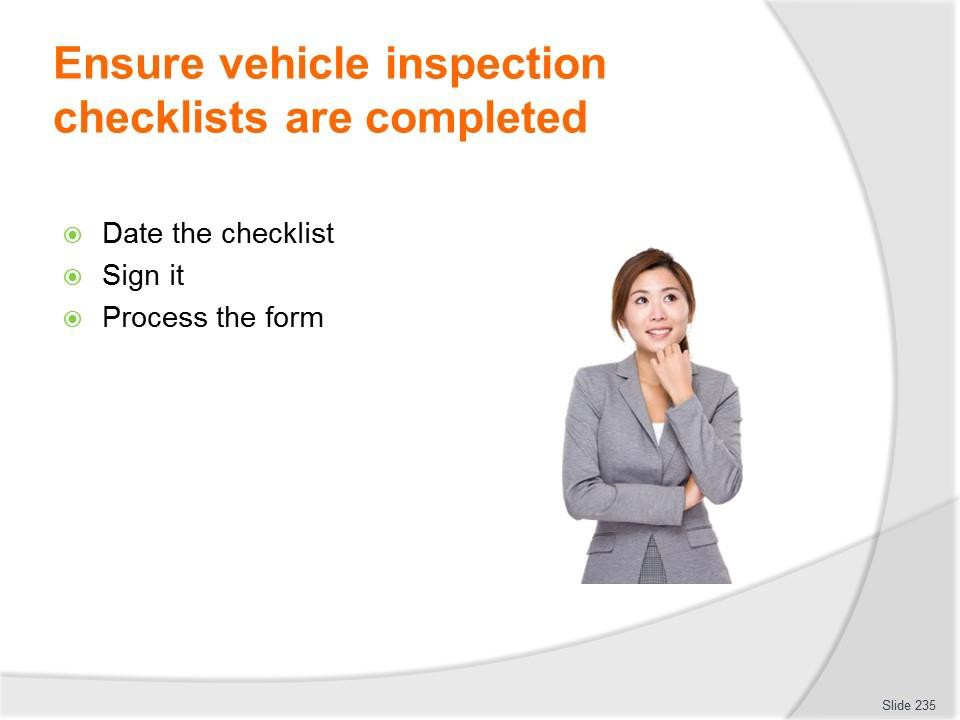 Ensure vehicle inspection
checklists are completed
Date the checklist
Sign it
Process the form
Slide 235